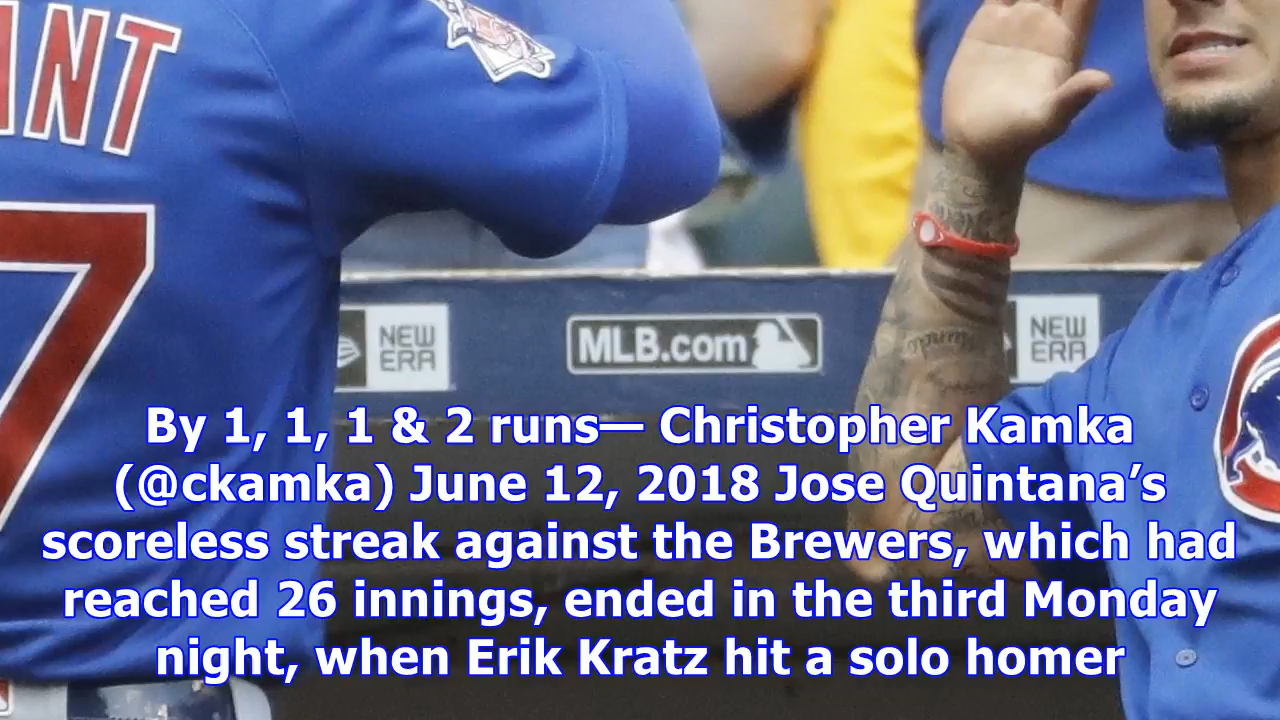 ANT
7
NEW
ERA
MLB.com
NEW
ERA
By 1, 1, 1 & 2 runs— Christopher Kamka
(@ckamka) June 12, 2018 Jose Quintana’s
scoreless streak against the Brewers, which had
reached 26 innings, ended in the third Monday
night, when Erik Kratz hit a solo homer